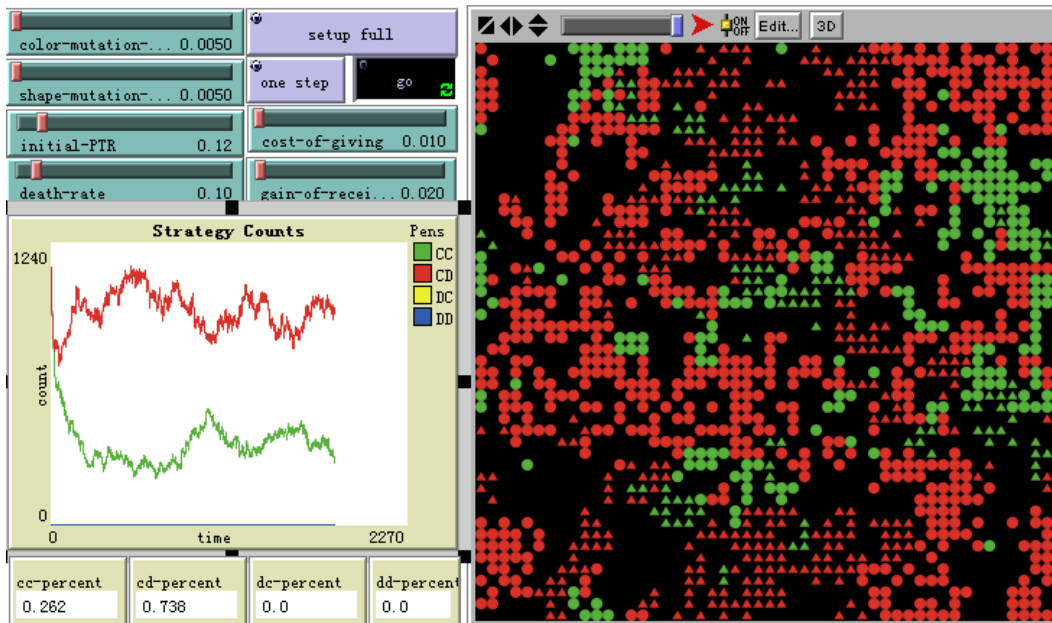 color-mutation-... 0.0050
setup full
shape-mutation-... 0.0050
one step
go
initial-PTR 0.12
cost-of-giving 0.010
death-rate 0.10
gain-of-recei... 0.020
ON
OFF
Edit...
3D
Strategy Counts
Pens
1240
CC
CD
DC
DD
count
0
0
time
2270
cc-percent
0.262
cd-percent
0.738
dc-percent
0.0
dd-percent
0.0